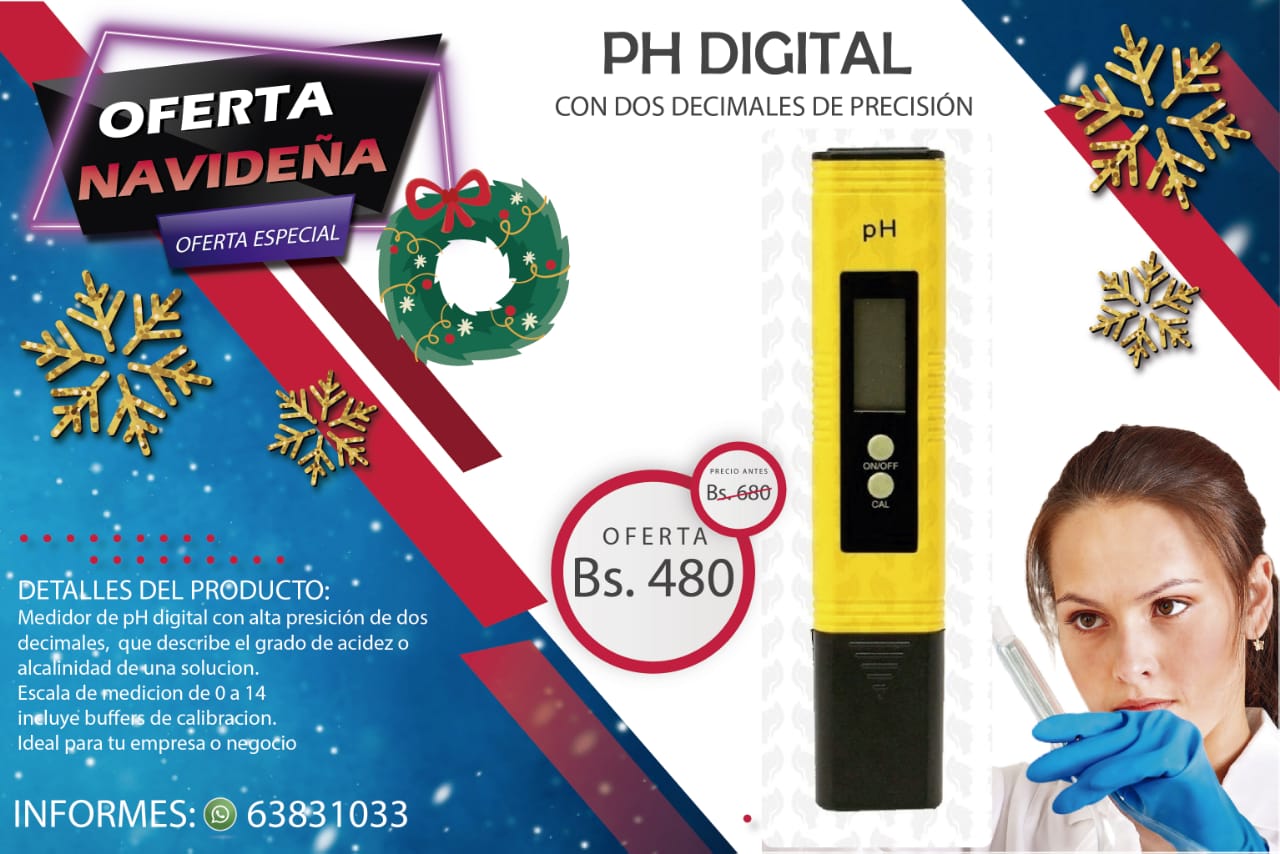 OFERTA
NAVIDEÑA
OFERTA ESPECIAL
PH DIGITAL
CON DOS DECIMALES DE PRECISIÓN
pH
ON/OFF
CAL
PRECIO ANTES
Bs. 680
OFERTA
Bs. 480
DETALLES DEL PRODUCTO:
Medidor de pH digital con alta presición de dos
decimales, que describe el grado de acidez o
alcalinidad de una solucion.
Escala de medicion de 0 a 14
incluye buffers de calibracion.
Ideal para tu empresa o negocio
INFORMES: 63831033